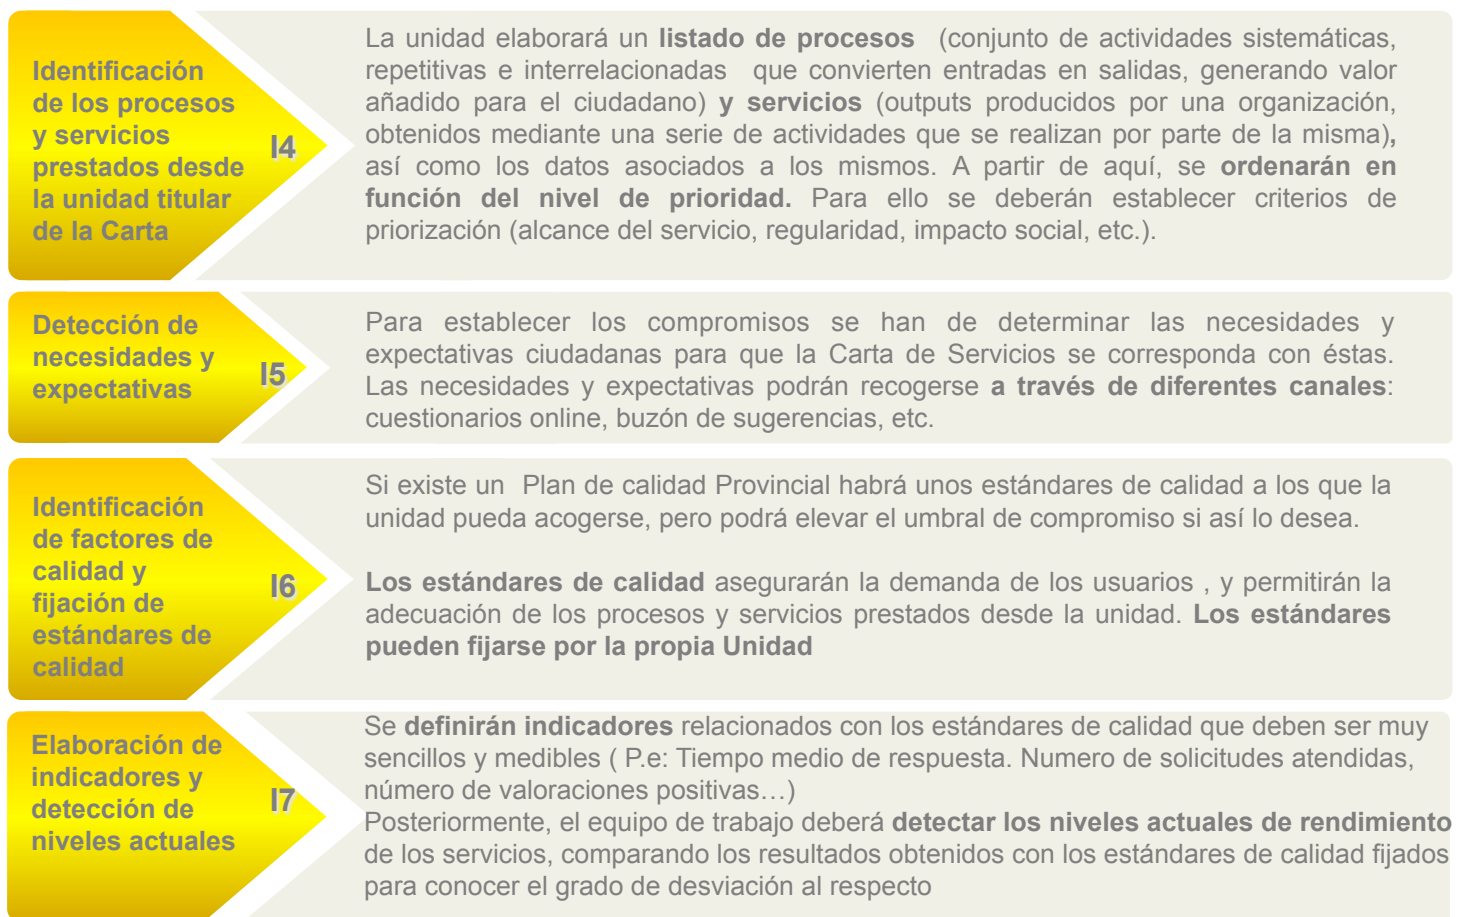 Identificación
de los procesos
y servicios
prestados desde
la unidad titular
de la Carta
I4
La unidad elaborará un listado de procesos (conjunto de actividades sistemáticas,
repetitivas e interrelacionadas que convierten entradas en salidas, generando valor
añadido para el ciudadano) y servicios (outputs producidos por una organización,
obtenidos mediante una serie de actividades que se realizan por parte de la misma),
así como los datos asociados a los mismos. A partir de aquí, se ordenarán en
función del nivel de prioridad. Para ello se deberán establecer criterios de
priorización (alcance del servicio, regularidad, impacto social, etc.).
Detección de
necesidades y
expectativas
I5
Para establecer los compromisos se han de determinar las necesidades y
expectativas ciudadanas para que la Carta de Servicios se corresponda con éstas.
Las necesidades y expectativas podrán recogerse a través de diferentes canales:
cuestionarios online, buzón de sugerencias, etc.
Identificación
de factores de
calidad y
fijación de
estándares de
calidad
I6
Si existe un Plan de calidad Provincial habrá unos estándares de calidad a los que la
unidad pueda acogerse, pero podrá elevar el umbral de compromiso si así lo desea.
Los estándares de calidad asegurarán la demanda de los usuarios , y permitirán la
adecuación de los procesos y servicios prestados desde la unidad. Los estándares
pueden fijarse por la propia Unidad
Elaboración de
indicadores y
detección de
niveles actuales
I7
Se definirán indicadores relacionados con los estándares de calidad que deben ser muy
sencillos y medibles ( P.e: Tiempo medio de respuesta. Numero de solicitudes atendidas,
número de valoraciones positivas…)
Posteriormente, el equipo de trabajo deberá detectar los niveles actuales de rendimiento
de los servicios, comparando los resultados obtenidos con los estándares de calidad fijados
para conocer el grado de desviación al respecto